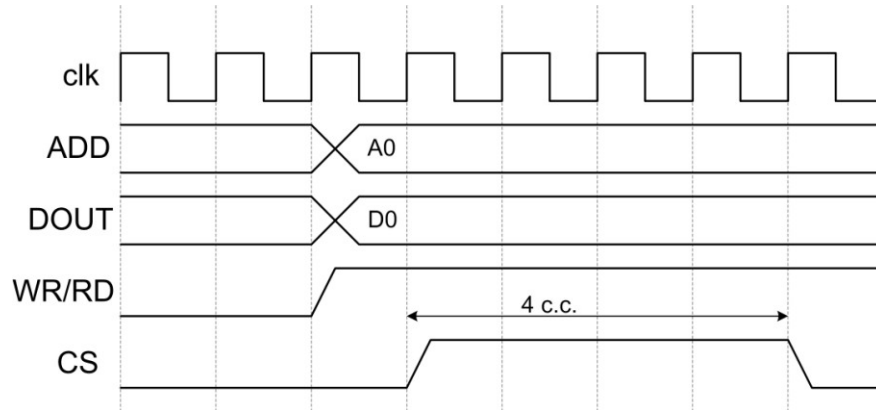 clk
ADD
A0
DOUT
D0
WR/RD
4 c.c.
CS